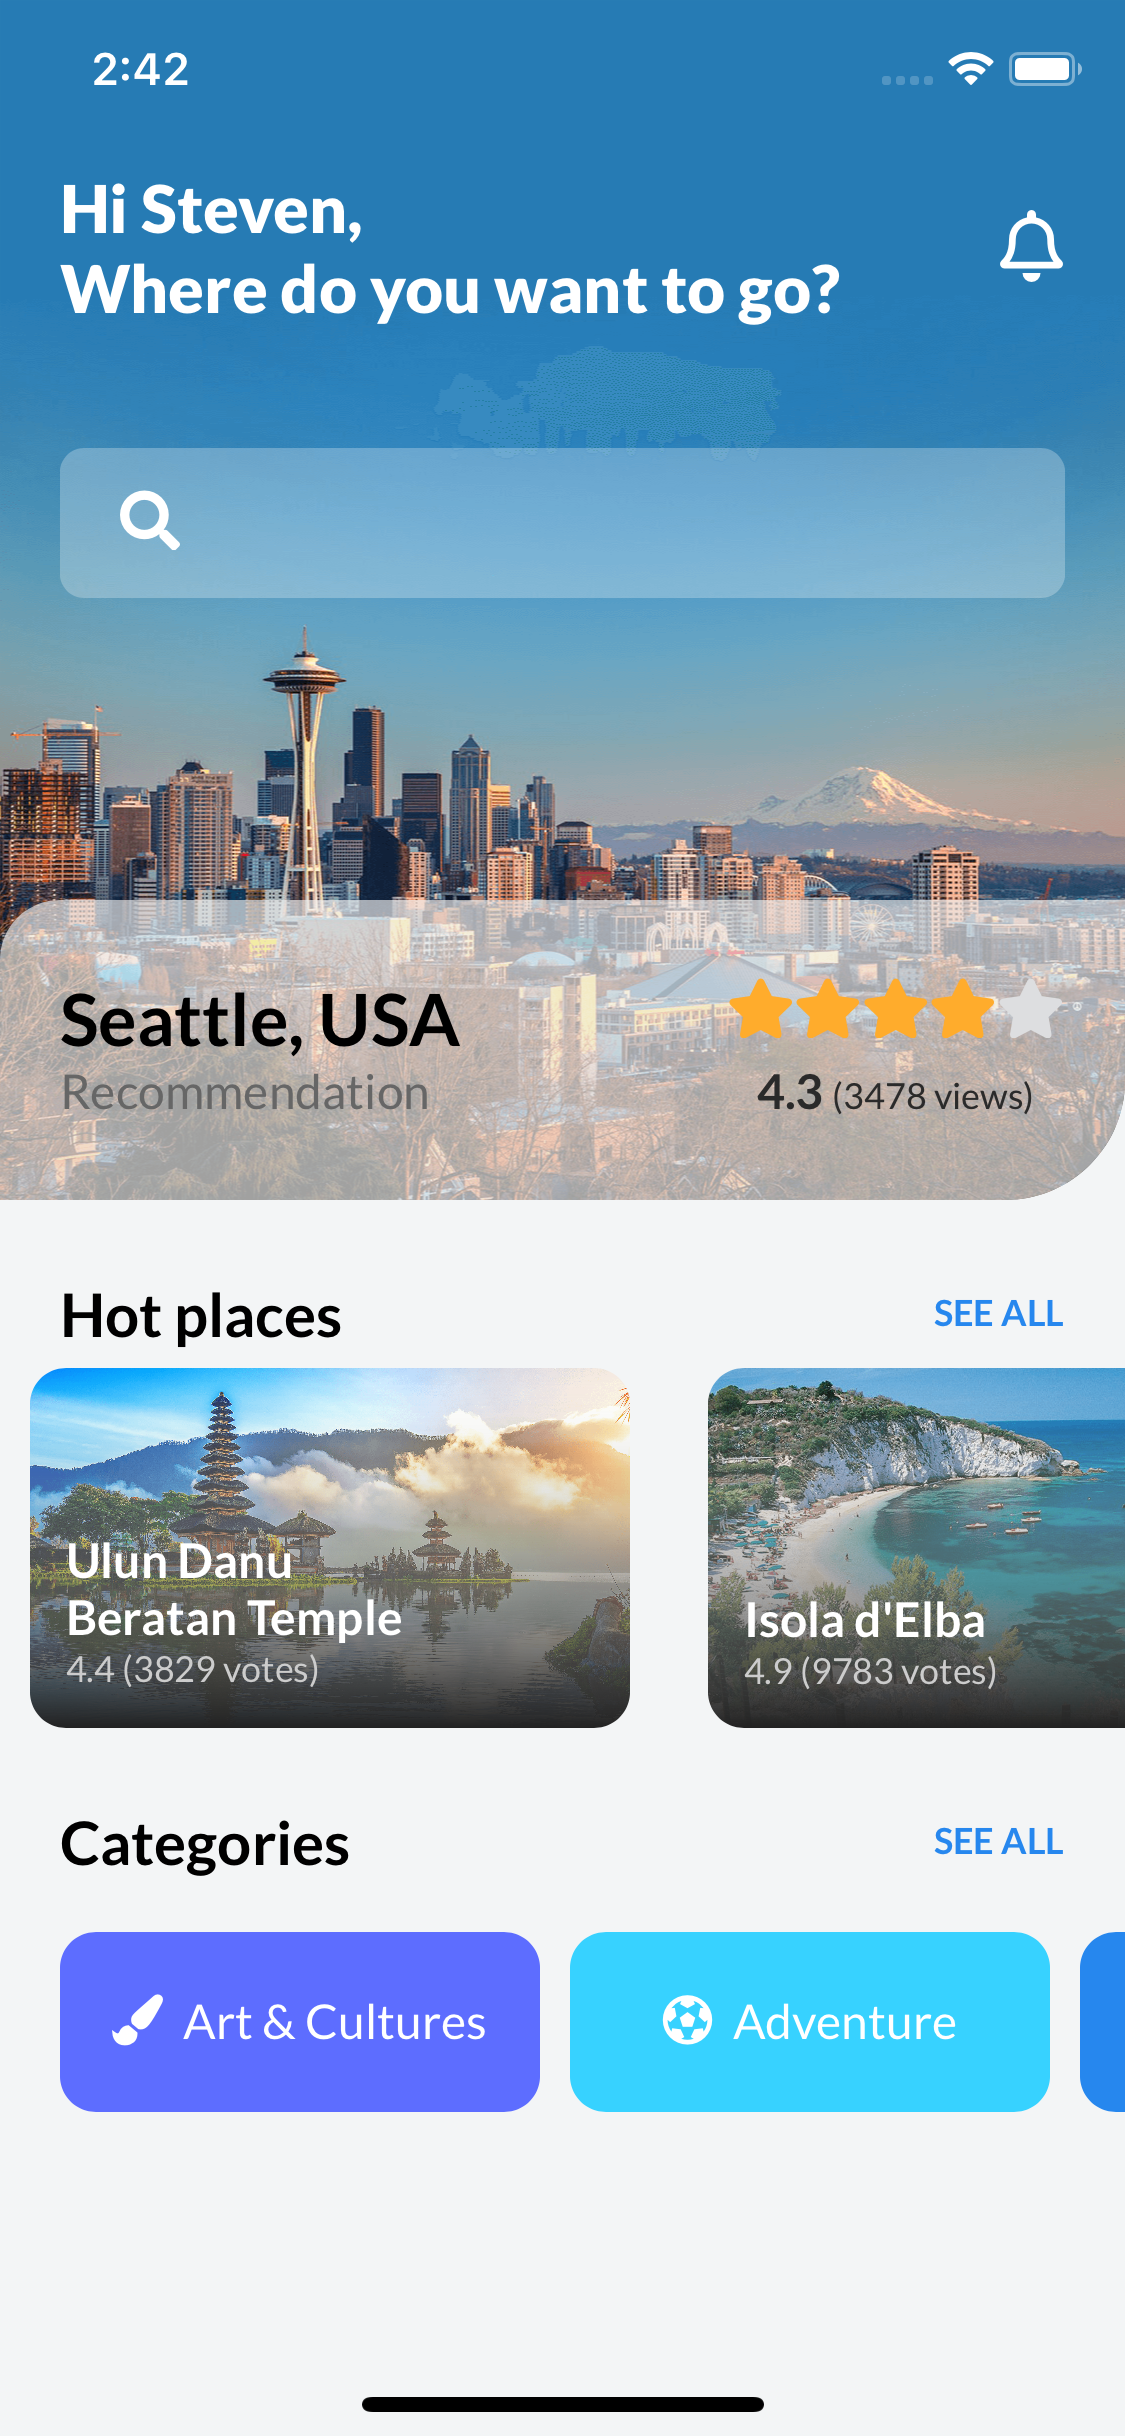 2:42
Hi Steven,
Where do you want to go?
Seattle, USA
Recommendation
4.3 (3478 views)
Hot places
SEE ALL
Ulun Danu
Beratan Temple
4.4 (3829 votes)
Isola d'Elba
4.9 (9783 votes)
Categories
SEE ALL
Art & Cultures
Adventure